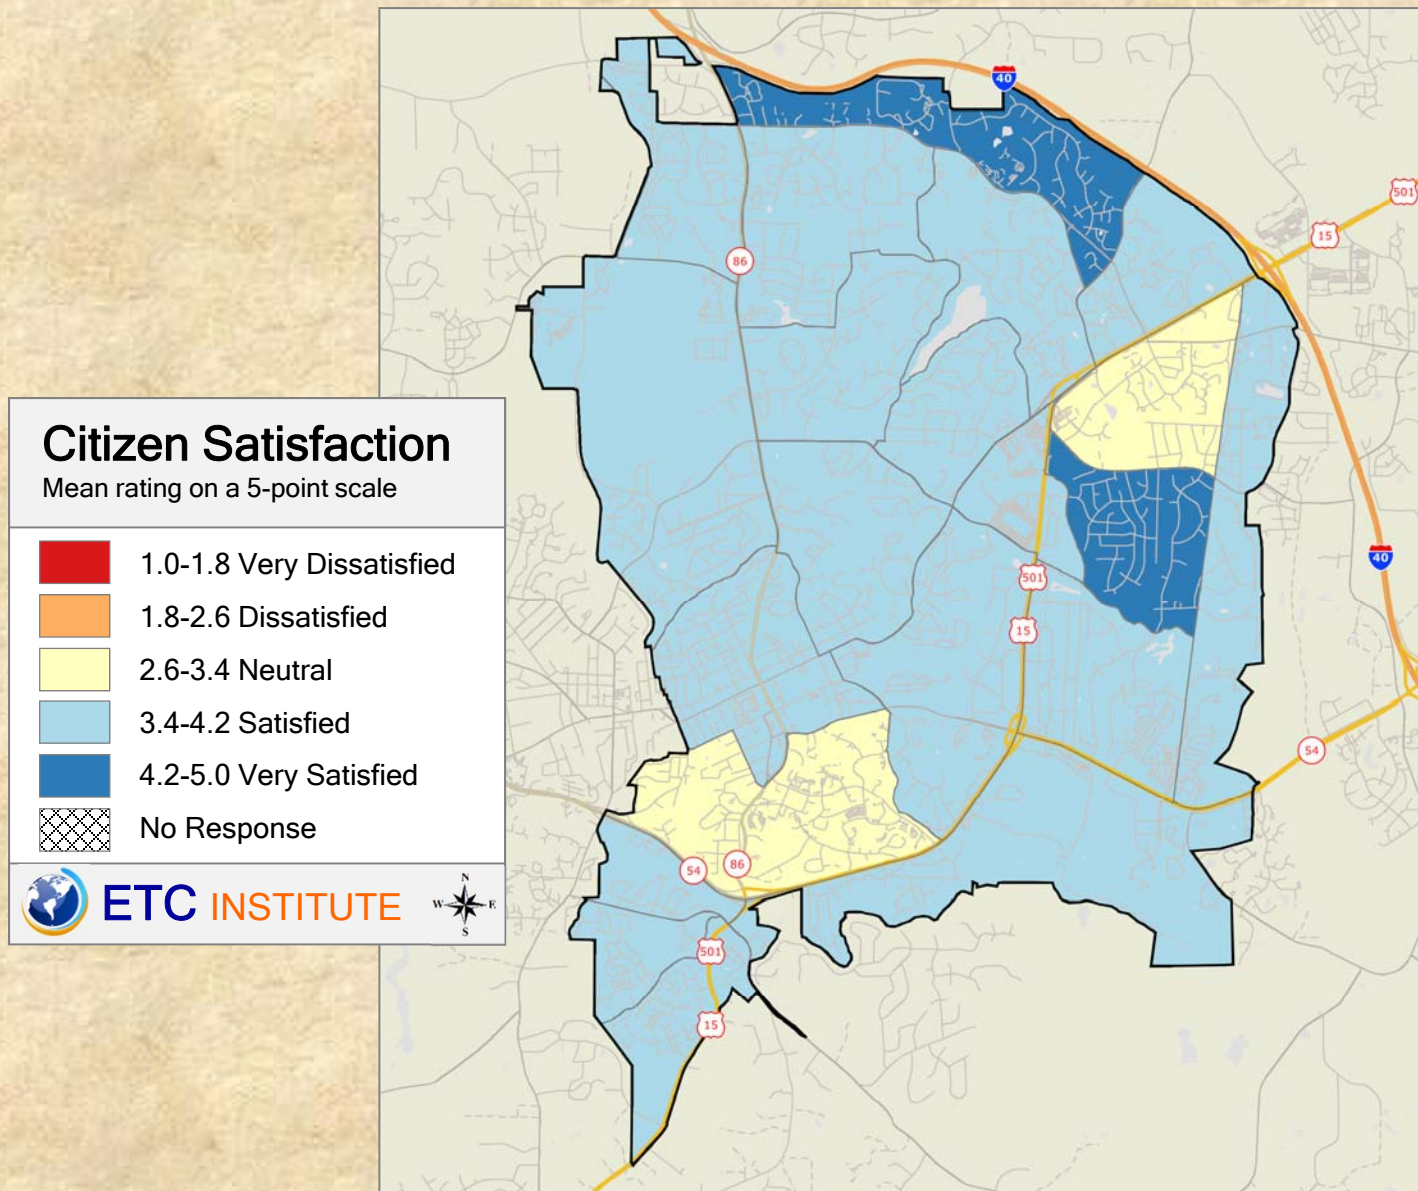 40
501
15
86
Citizen Satisfaction
Mean rating on a 5-point scale
1.0-1.8 Very Dissatisfied
1.8-2.6 Dissatisfied
2.6-3.4 Neutral
3.4-4.2 Satisfied
4.2-5.0 Very Satisfied
No Response
ETC INSTITUTE
N
W E
S
40
501
15
54
54
86
501
15